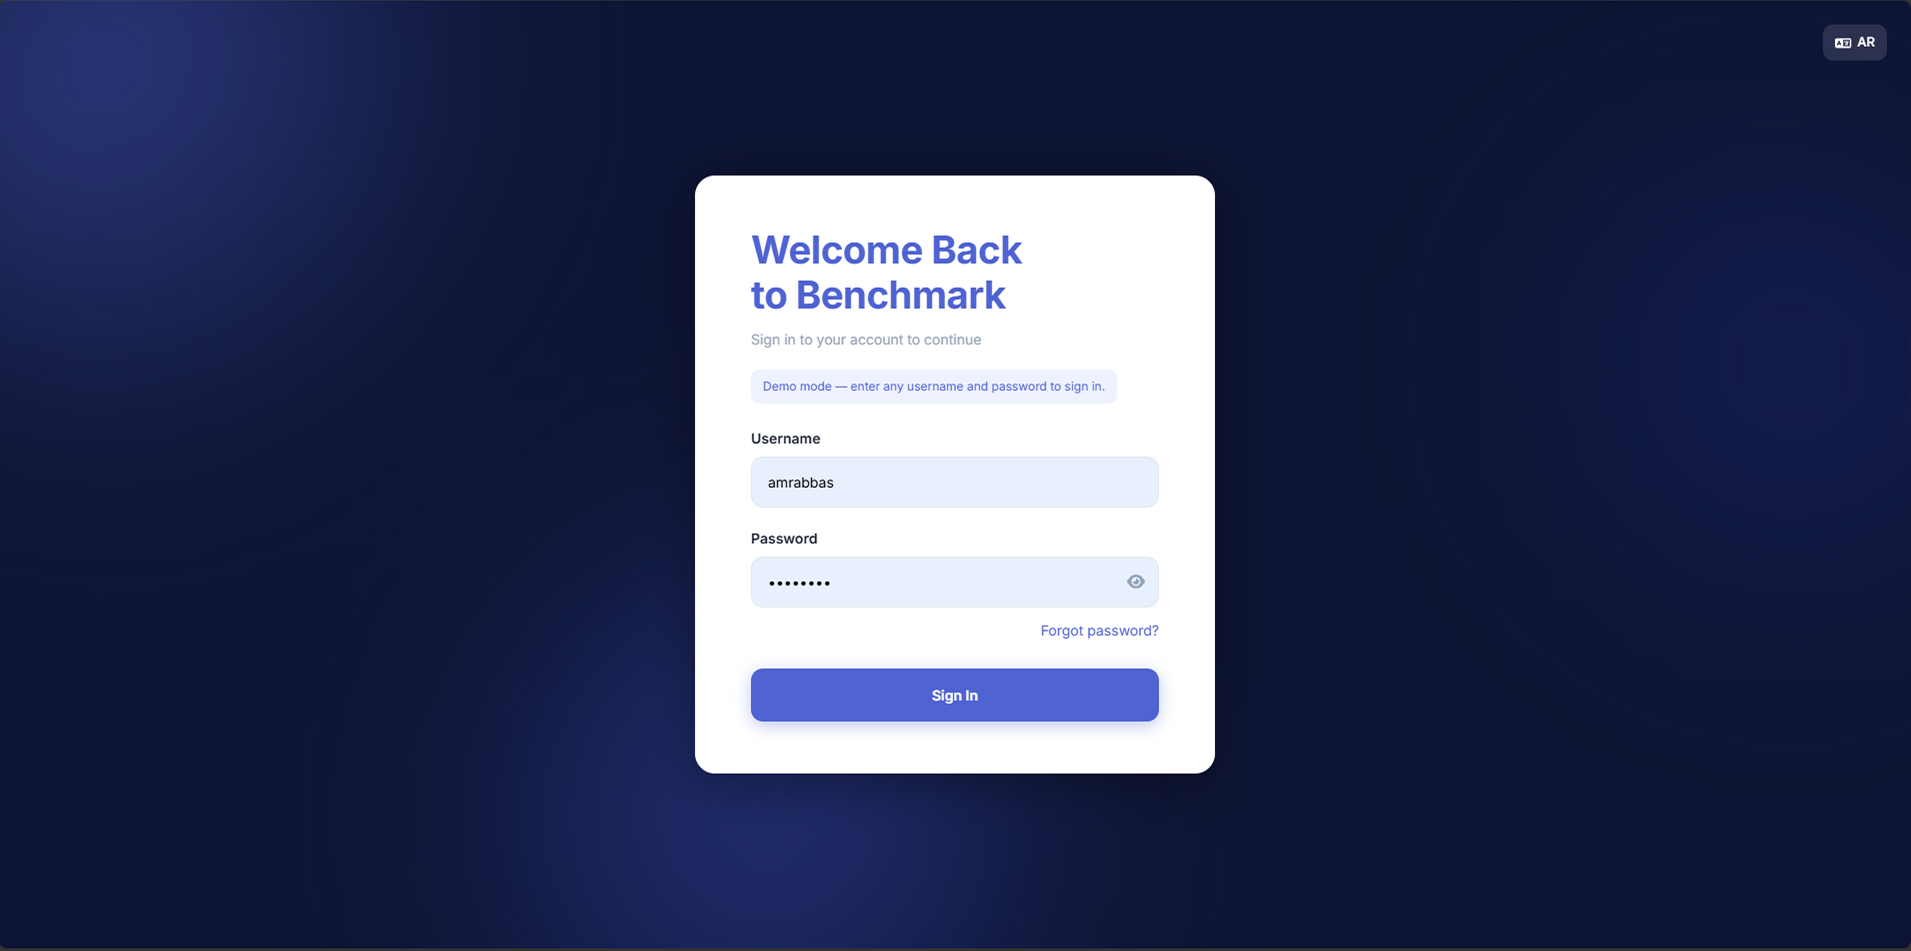 AR
Welcome Back
to Benchmark
Sign in to your account to continue
Demo mode — enter any username and password to sign in.
Username
amrabbas
Password
••••••••
Forgot password?
Sign In